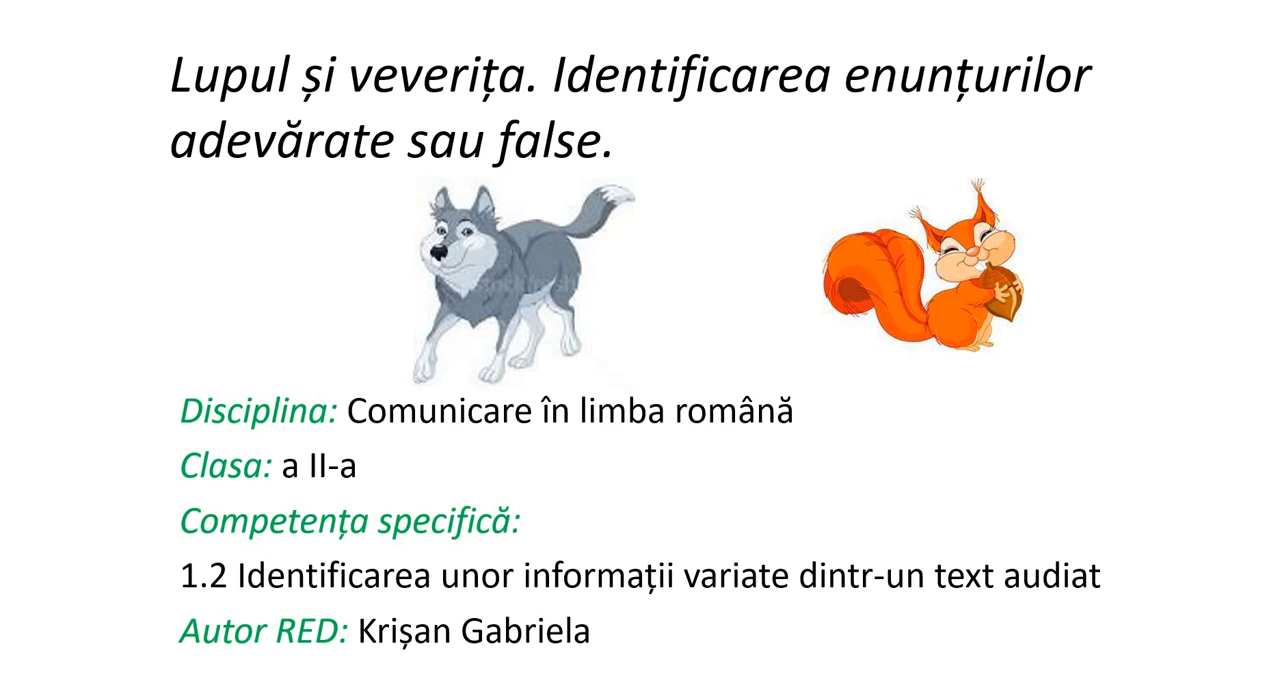 Lupul și veverița. Identificarea enunțurilor
adevărate sau false.
Disciplina: Comunicare în limba română
Clasa: a II-a
Competența specifică:
1.2 Identificarea unor informații variate dintr-un text audiat
Autor RED: Krișan Gabriela